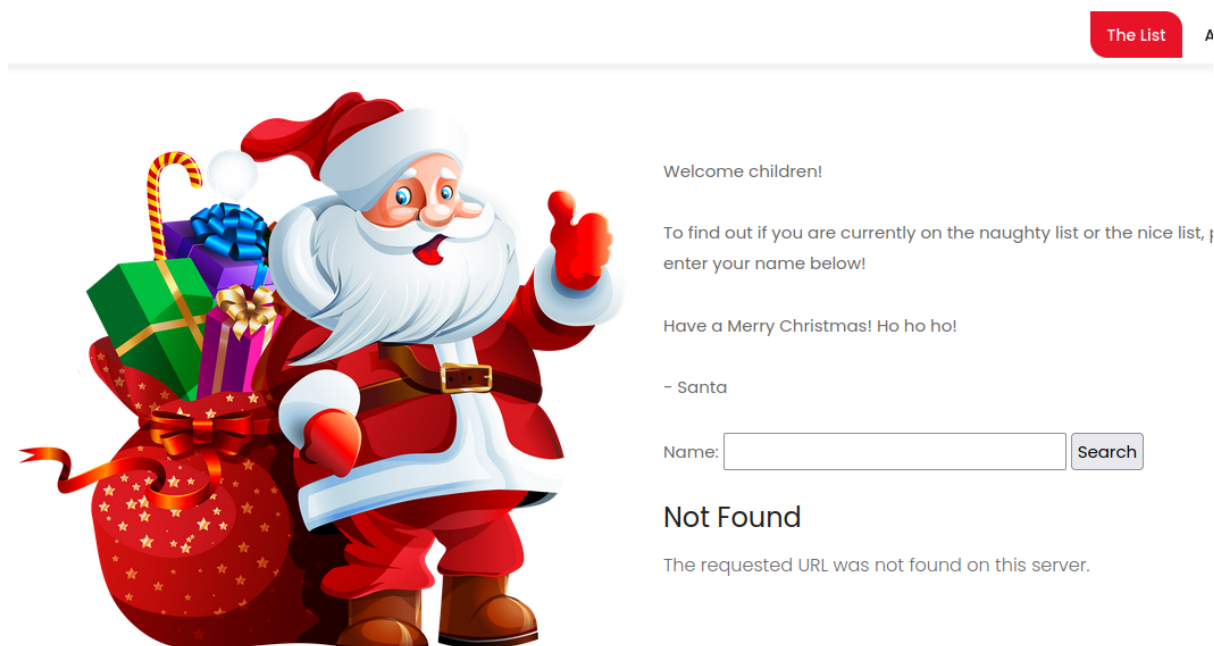 The List
Welcome children!
To find out if you are currently on the naughty list or the nice list,
enter your name below!
Have a Merry Christmas! Ho ho ho!
- Santa
Name: Search
Not Found
The requested URL was not found on this server.